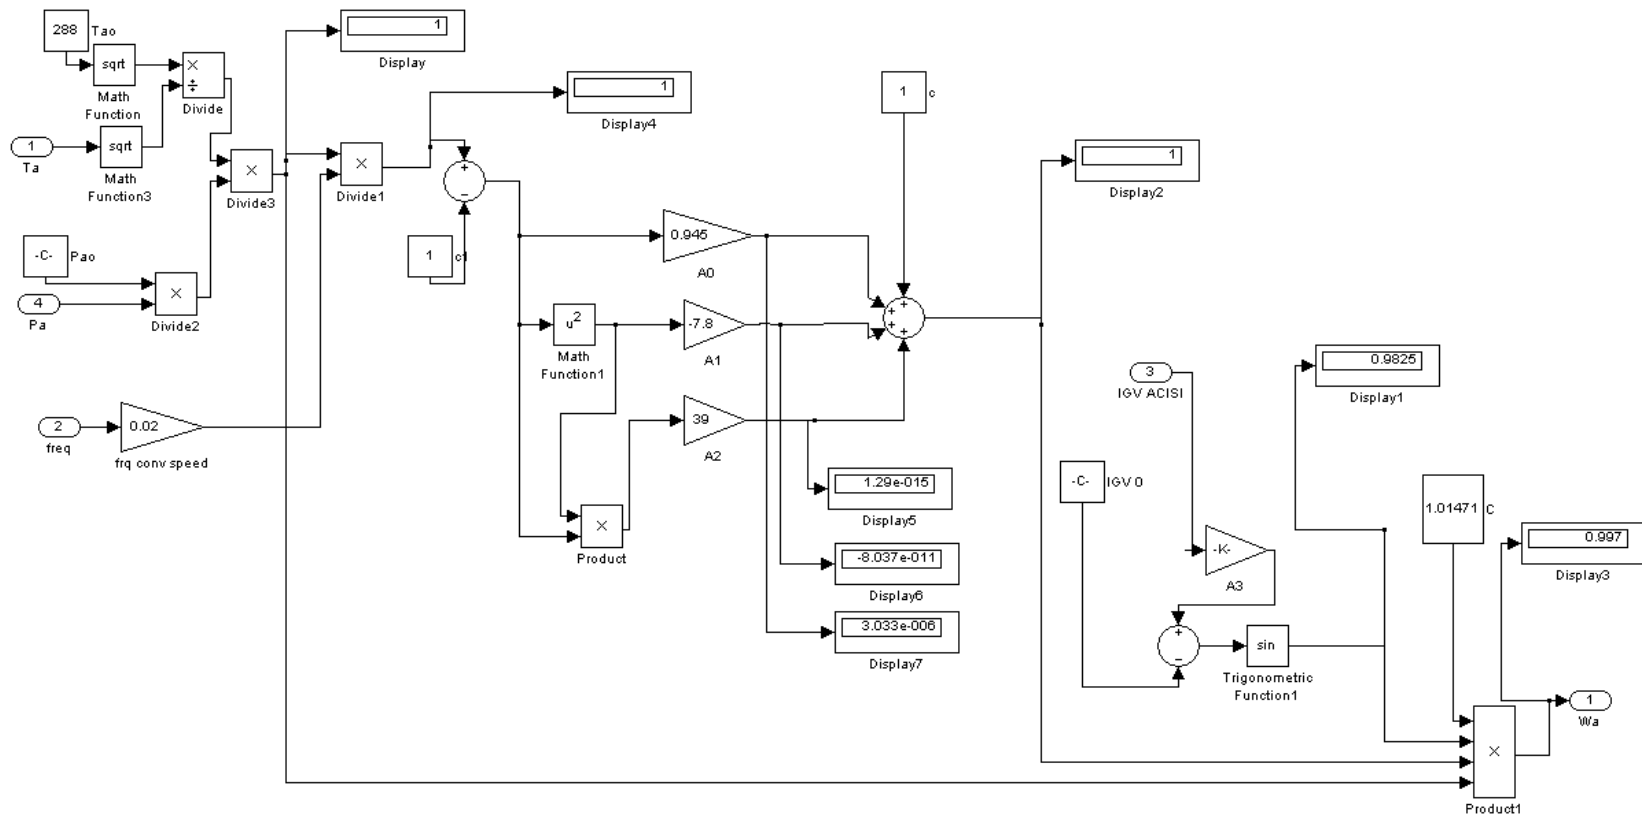 288
Tao
sqrt
Math
Function
×
÷
Divide
1
Ta
sqrt
Math
Function3
×
Divide3
-C-
Pao
4
Pa
×
Divide2
2
freq
0.02
frq conv speed
1
Display
×
Divide1
1
Display4
+
−
1
c1
0.945
A0
u2
Math
Function1
-7.8
A1
39
A2
×
Product
1
c
+
+
+
+
1
Display2
1.29e-015
Display5
-8.037e-011
Display6
3.033e-006
Display7
3
IGV ACISI
0.9825
Display1
-C-
IGV 0
-K-
A3
+
−
sin
Trigonometric
Function1
1.01471
C
0.997
Display3
1
Wa
×
Product1